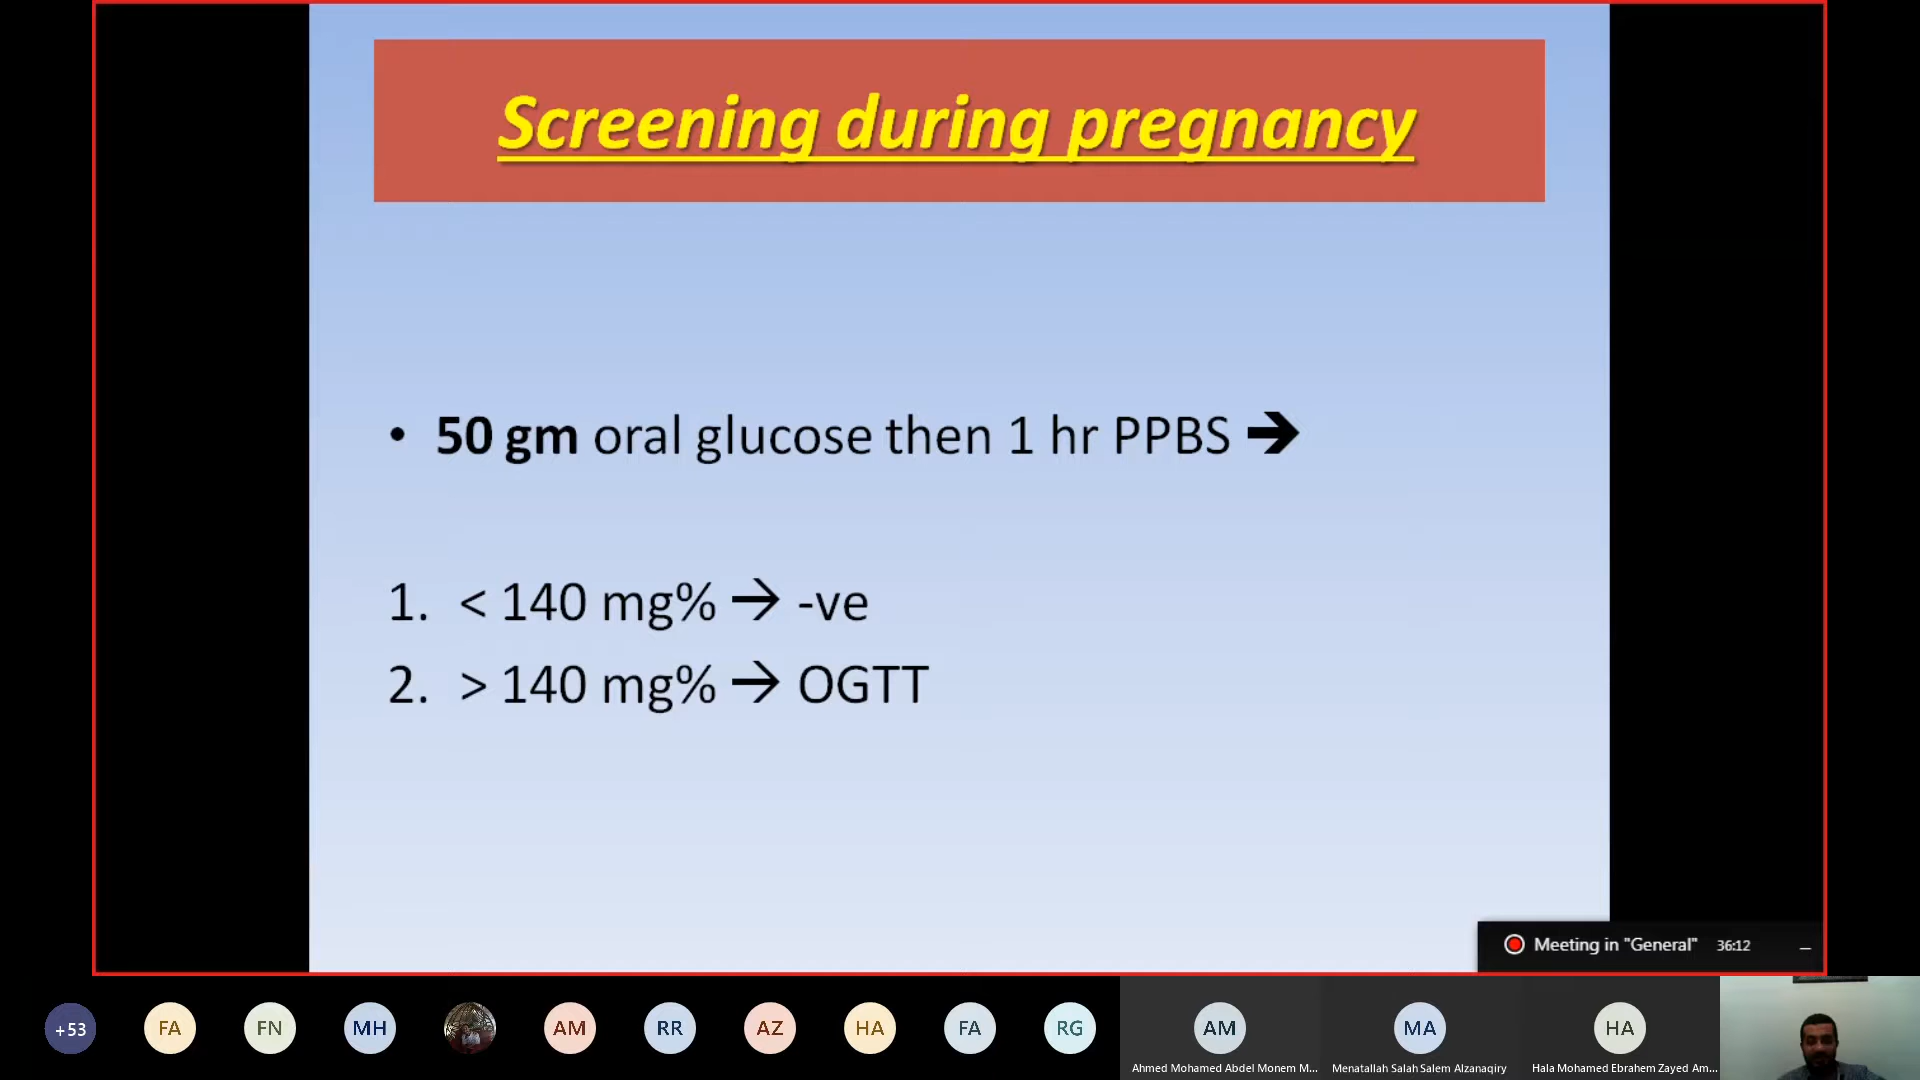 Screening during pregnancy
• 50 gm oral glucose then 1 hr PPBS ➔
1. < 140 mg% → -ve
2. > 140 mg% → OGTT
Meeting in "General" 36:12
+53
FA
FN
MH
AM
RR
AZ
HA
FA
RG
AM
MA
HA
Ahmed Mohamed Abdel Monem M...
Menatallah Salah Salem Alzanaqiry
Hala Mohamed Ebrahem Zayed Am...